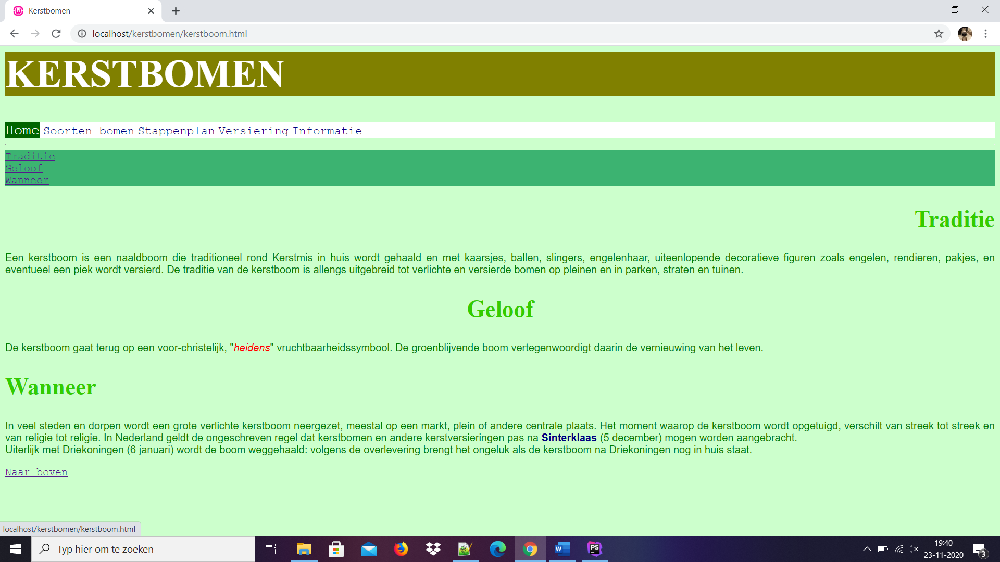 Kerstbomen
localhost/kerstbomen/kerstboom.html
KERSTBOMEN
Home Soorten bomen Stappenplan Versiering Informatie
Traditie
Geloof
Wanneer
Traditie
Een kerstboom is een naaldboom die traditioneel rond Kerstmis in huis wordt gehaald en met kaarsjes, ballen, slingers, engelenhaar, uiteenlopende decoratieve figuren zoals engelen, rendieren, pakjes, en
eventueel een piek wordt versierd. De traditie van de kerstboom is allengs uitgebreid tot verlichte en versierde bomen op pleinen en in parken, straten en tuinen.
Geloof
De kerstboom gaat terug op een voor-christelijk, "heidens" vruchtbaarheidssymbool. De groenblijvende boom vertegenwoordigt daarin de vernieuwing van het leven.
Wanneer
In veel steden en dorpen wordt een grote verlichte kerstboom neergezet, meestal op een markt, plein of andere centrale plaats. Het moment waarop de kerstboom wordt opgetuigd, verschilt van streek tot streek en
van religie tot religie. In Nederland geldt de ongeschreven regel dat kerstbomen en andere kerstversieringen pas na Sinterklaas (5 december) mogen worden aangebracht.
Uiterlijk met Driekoningen (6 januari) wordt de boom weggehaald: volgens de overlevering brengt het ongeluk als de kerstboom na Driekoningen nog in huis staat.
Naar boven
localhost/kerstbomen/kerstboom.html
Typ hier om te zoeken
W
PS
19:40
23-11-2020
3